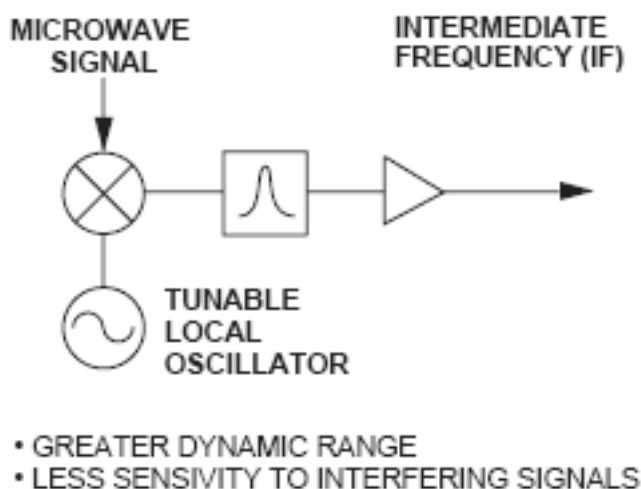 MICROWAVE
SIGNAL
INTERMEDIATE
FREQUENCY (IF)
TUNABLE
LOCAL
OSCILLATOR
• GREATER DYNAMIC RANGE
• LESS SENSIVITY TO INTERFERING SIGNALS